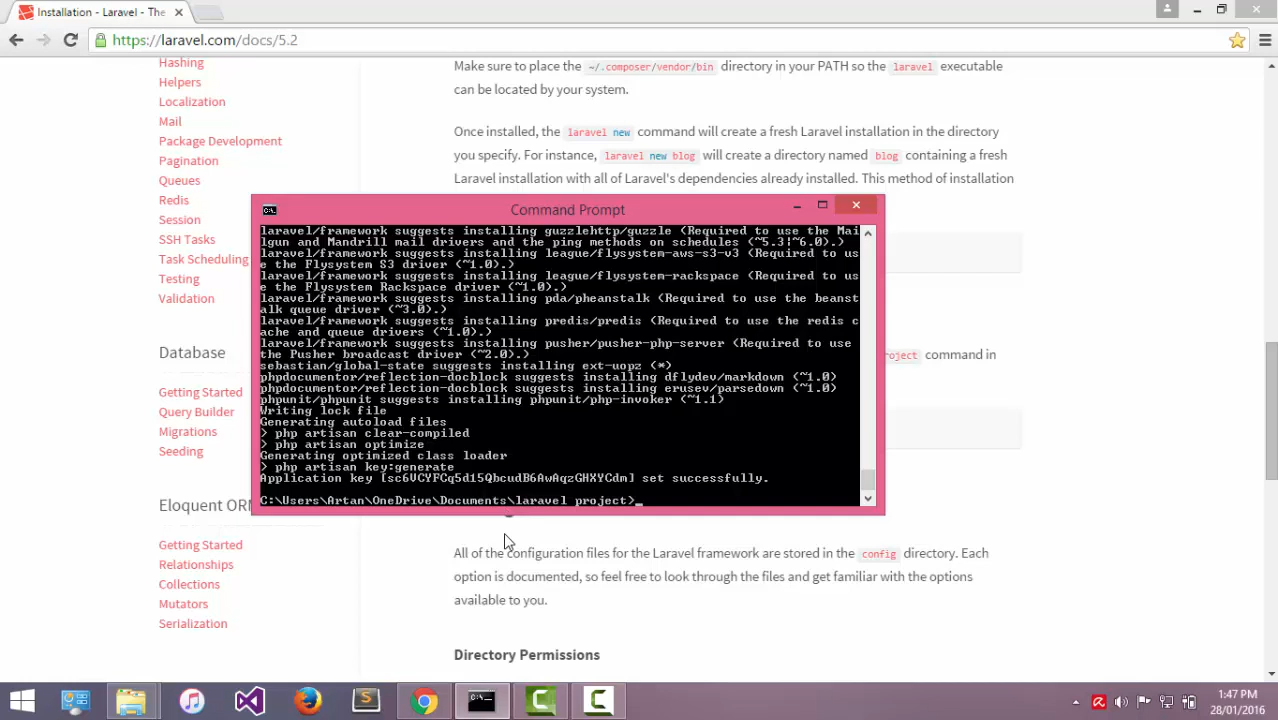 Installation - Laravel - The
https://laravel.com/docs/5.2
Hashing
Helpers
Localization
Mail
Package Development
Pagination
Queues
Redis
Session
SSH Tasks
Task Scheduling
Testing
Validation
Database
Getting Started
Query Builder
Migrations
Seeding
Eloquent ORM
Getting Started
Relationships
Collections
Mutators
Serialization
Make sure to place the ~/.composer/vendor/bin directory in your PATH so the laravel executable
can be located by your system.
Once installed, the laravel new command will create a fresh Laravel installation in the directory
you specify. For instance, laravel new blog will create a directory named blog containing a fresh
Laravel installation with all of Laravel's dependencies already installed. This method of installation
Command Prompt
laravel/framework suggests installing guzzlehttp/guzzle (Required to use the Mai
lgun and Mandrill mail drivers and the ping methods on schedules (~5.3|~6.0).)
laravel/framework suggests installing league/flysystem-aws-s3-v3 (Required to us
e the Flysystem S3 driver (~1.0).)
laravel/framework suggests installing league/flysystem-rackspace (Required to us
e the Flysystem Rackspace driver (~1.0).)
laravel/framework suggests installing pda/pheanstalk (Required to use the beanst
alk queue driver (~3.0).)
laravel/framework suggests installing predis/predis (Required to use the redis c
ache and queue drivers (~1.0).)
laravel/framework suggests installing pusher/pusher-php-server (Required to use
the Pusher broadcast driver (~2.0).)
sebastian/global-state suggests installing ext-uopz (*)
phpdocumentor/reflection-docblock suggests installing dflydev/markdown (~1.0)
phpdocumentor/reflection-docblock suggests installing erusev/parsedown (~1.0)
phpunit/phpunit suggests installing phpunit/php-invoker (~1.1)
Writing lock file
Generating autoload files
> php artisan clear-compiled
> php artisan optimize
Generating optimized class loader
> php artisan key:generate
Application key [sc6VCYFCq5d15QbcudB6AwAqzGHXYCdm] set successfully.
C:\Users\Artan\OneDrive\Documents\laravel project>_
roject command in
All of the configuration files for the Laravel framework are stored in the config directory. Each
option is documented, so feel free to look through the files and get familiar with the options
available to you.
Directory Permissions
1:47 PM
28/01/2016